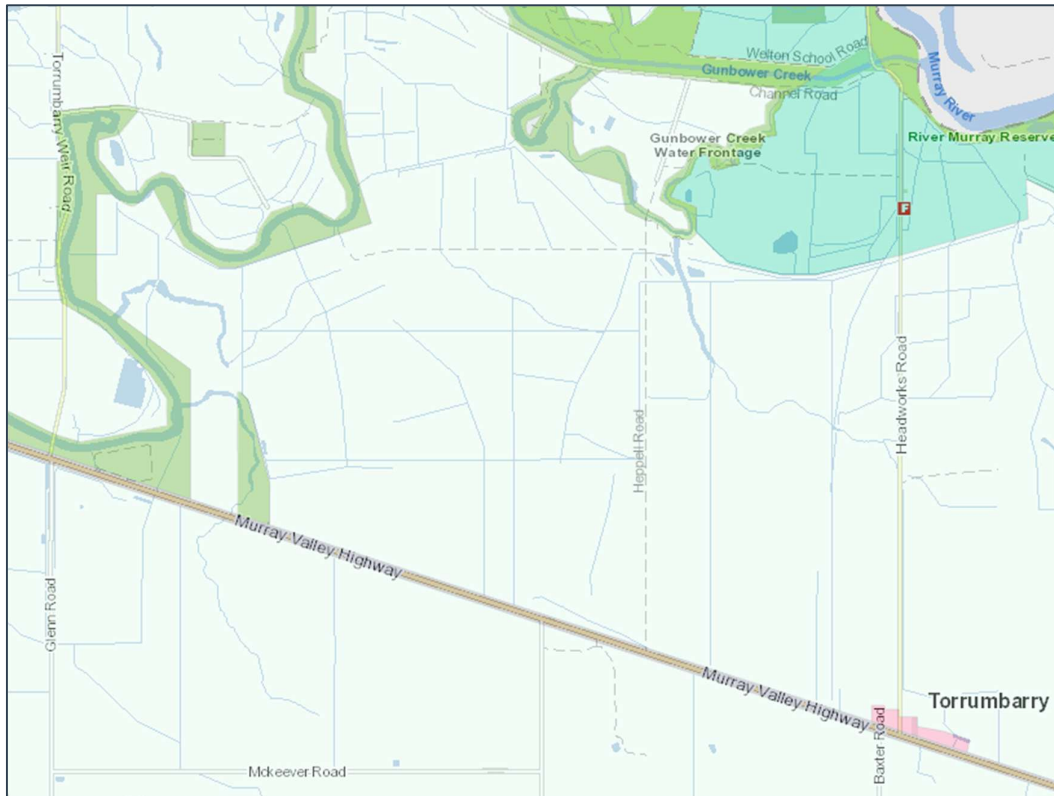 Welton School Road
Gunbower Creek
Channel Road
Murray River
Torrumbarry Weir Road
Gunbower Creek
Water Frontage
River Murray Reserve
F
Headworks Road
Heppell Road
Murray Valley Highway
Glenn Road
Murray Valley Highway
Torrumbarry
Baxter Road
Mckeever Road